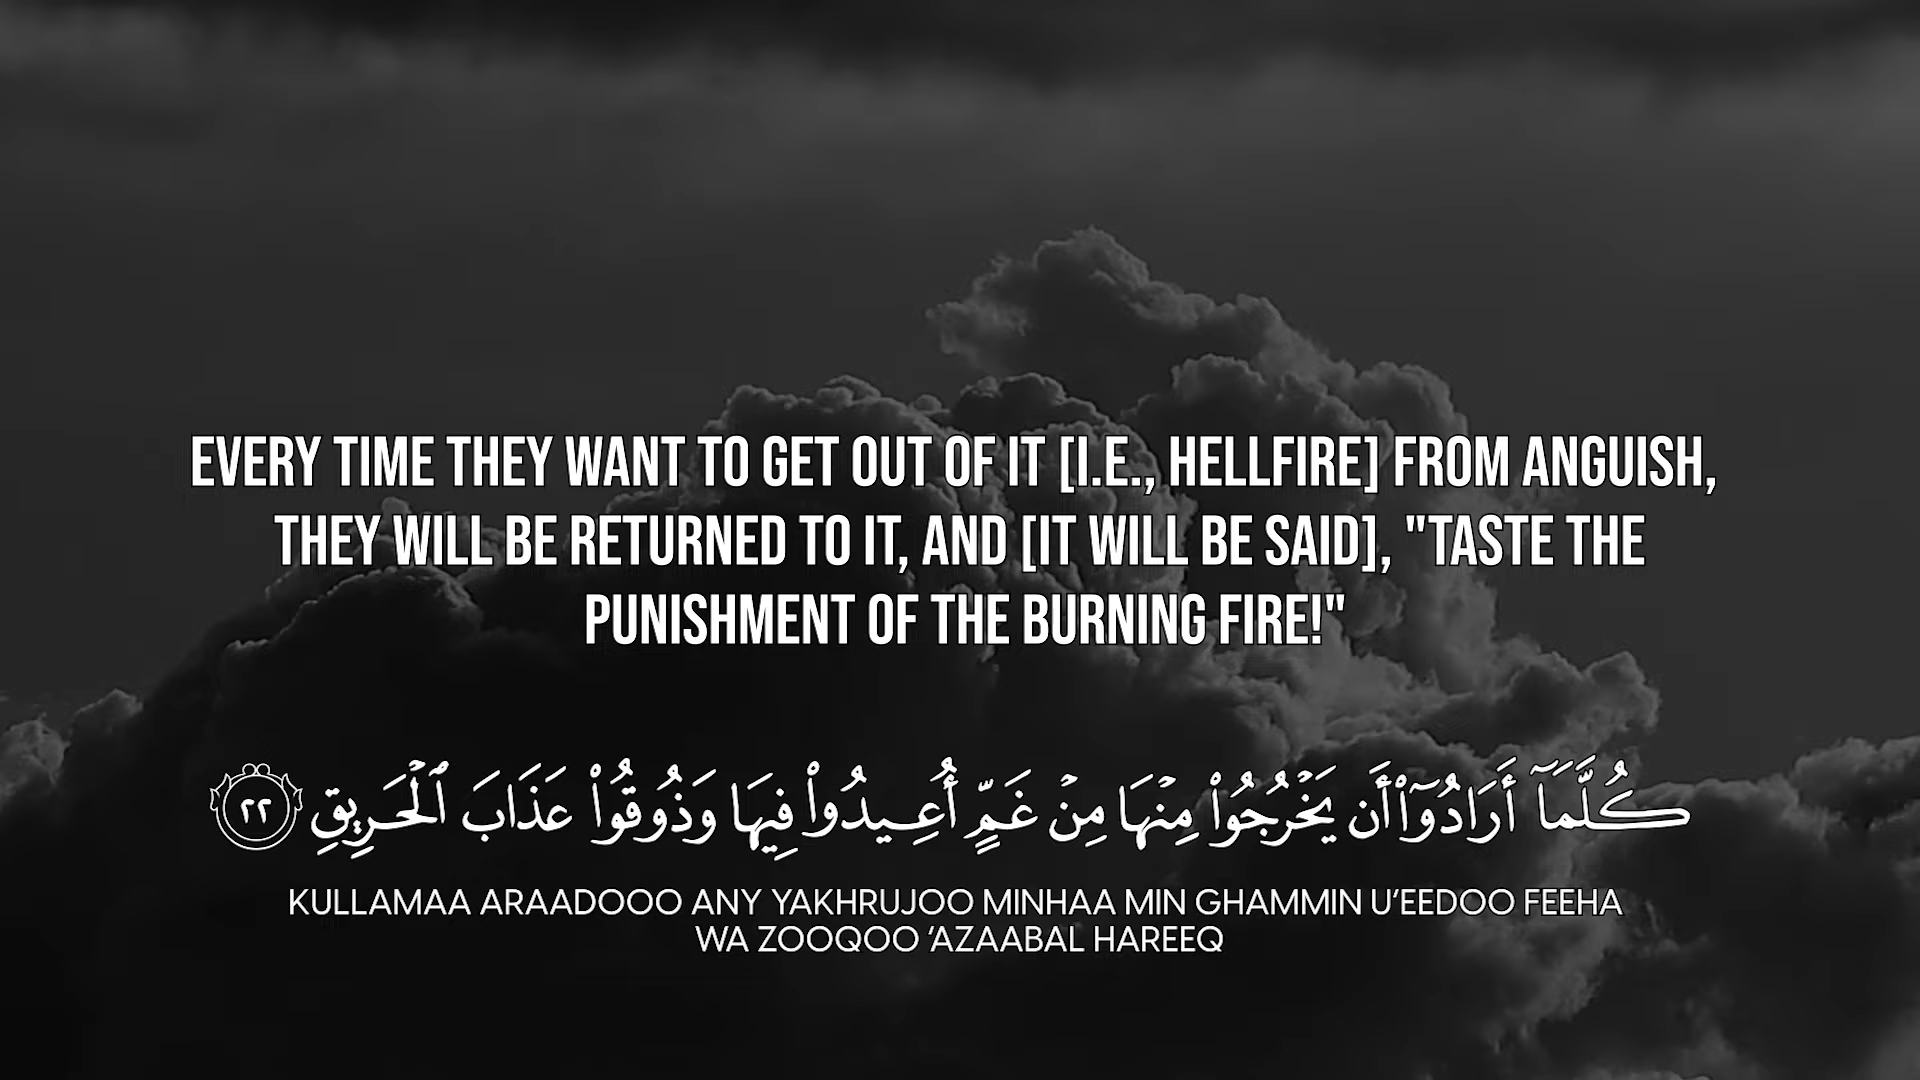 EVERY TIME THEY WANT TO GET OUT OF IT [I.E., HELLFIRE] FROM ANGUISH,
THEY WILL BE RETURNED TO IT, AND [IT WILL BE SAID], "TASTE THE
PUNISHMENT OF THE BURNING FIRE!"
كُلَّمَآ أَرَادُوٓا۟ أَن يَخْرُجُوا۟ مِنْهَا مِنْ غَمٍّ أُعِيدُوا۟ فِيهَا وَذُوقُوا۟ عَذَابَ ٱلْحَرِيقِ ٢٢
KULLAMAA ARAADOOO ANY YAKHRUJOO MINHAA MIN GHAMMIN U‘EEDOO FEEHA
WA ZOOQOO ‘AZAABAL HAREEQ